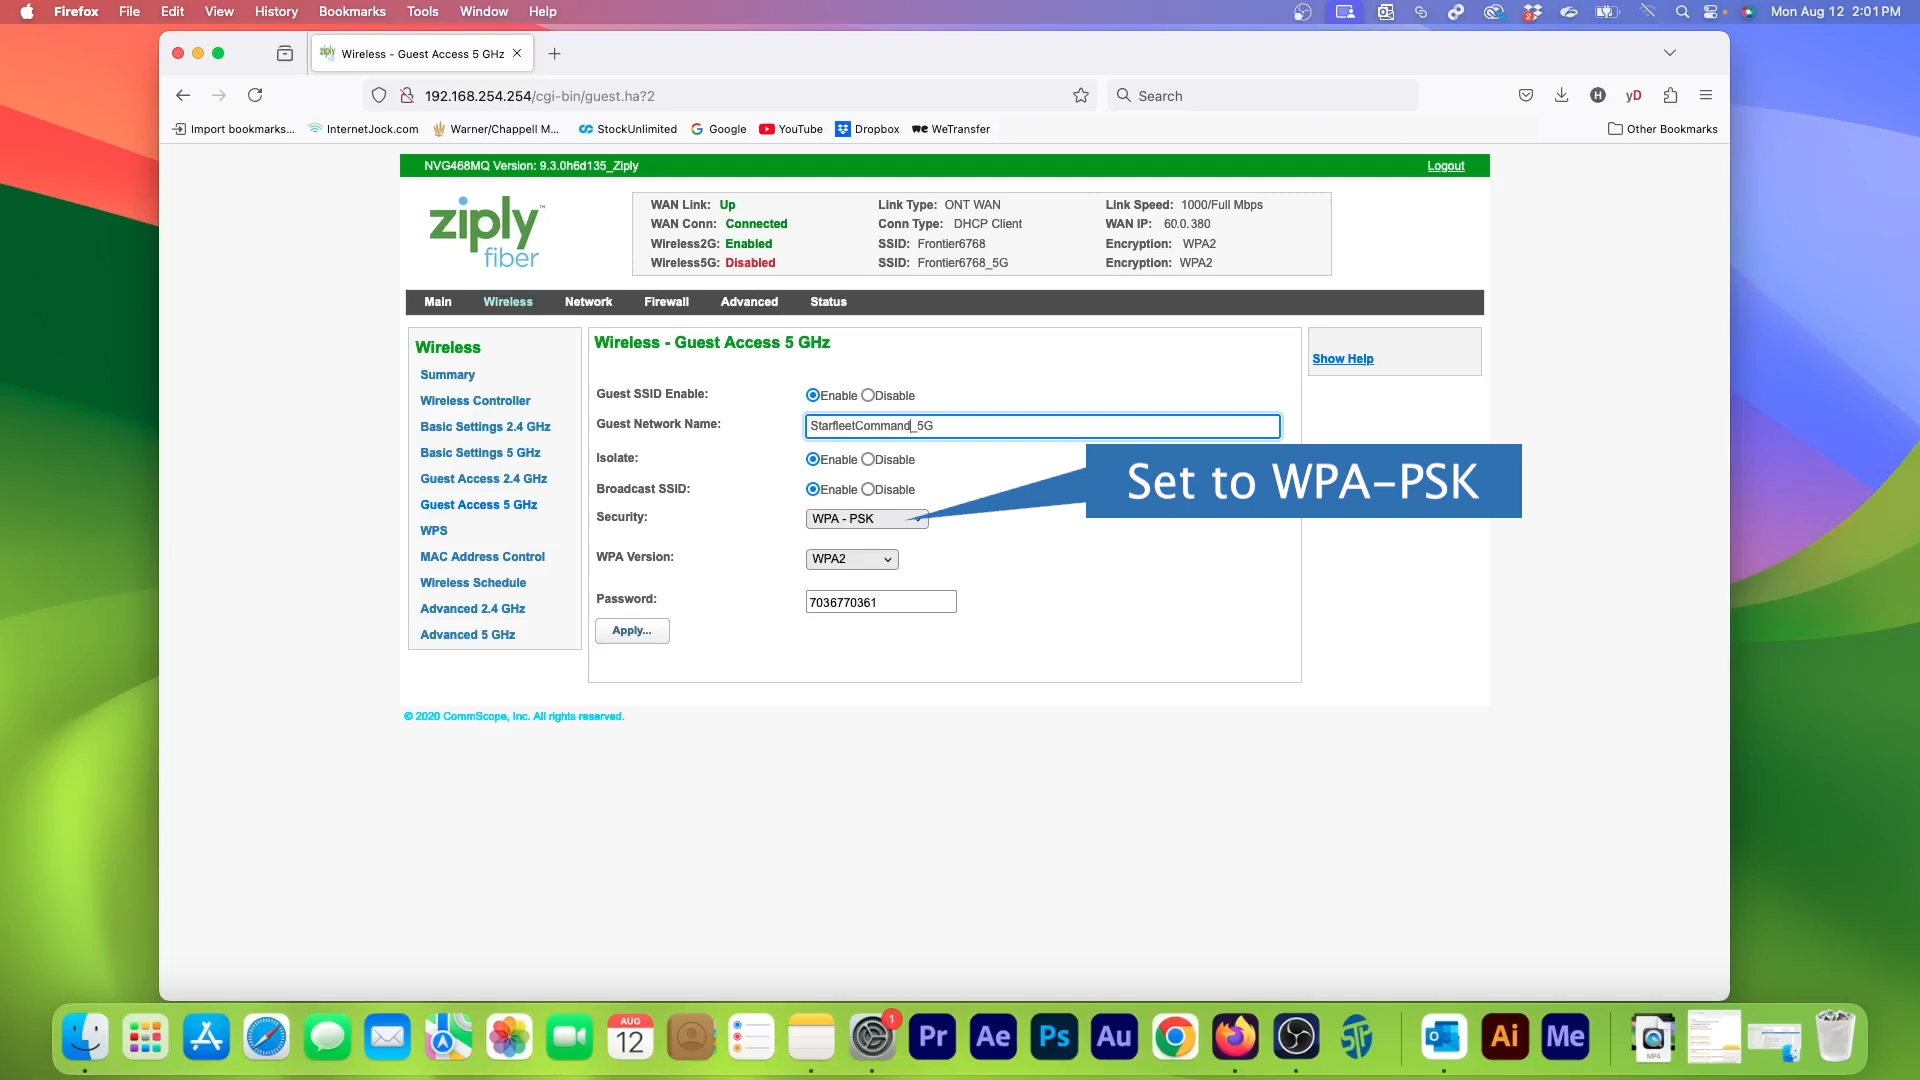 Firefox File Edit View History Bookmarks Tools Window Help Mon Aug 12 2:01 PM
Wireless - Guest Access 5 GHz
192.168.254.254/cgi-bin/guest.ha?2 Search H yD
Import bookmarks... InternetJock.com Warner/Chappell M... StockUnlimited Google YouTube Dropbox WeTransfer Other Bookmarks
NVG468MQ Version: 9.3.0h6d135_Ziply Logout
ziply fiber
WAN Link: Up Link Type: ONT WAN Link Speed: 1000/Full Mbps
WAN Conn: Connected Conn Type: DHCP Client WAN IP: 60.0.380
Wireless2G: Enabled SSID: Frontier6768 Encryption: WPA2
Wireless5G: Disabled SSID: Frontier6768_5G Encryption: WPA2
Main Wireless Network Firewall Advanced Status
Wireless
Summary
Wireless Controller
Basic Settings 2.4 GHz
Basic Settings 5 GHz
Guest Access 2.4 GHz
Guest Access 5 GHz
WPS
MAC Address Control
Wireless Schedule
Advanced 2.4 GHz
Advanced 5 GHz
Wireless - Guest Access 5 GHz
Guest SSID Enable: Enable Disable
Guest Network Name: StarfleetCommand_5G
Isolate: Enable Disable
Broadcast SSID: Enable Disable
Security: WPA - PSK
WPA Version: WPA2
Password: 7036770361
Apply...
Show Help
Set to WPA-PSK
© 2020 CommScope, Inc. All rights reserved.
AUG
12
1
Pr Ae Ps Au Ai Me
MP4